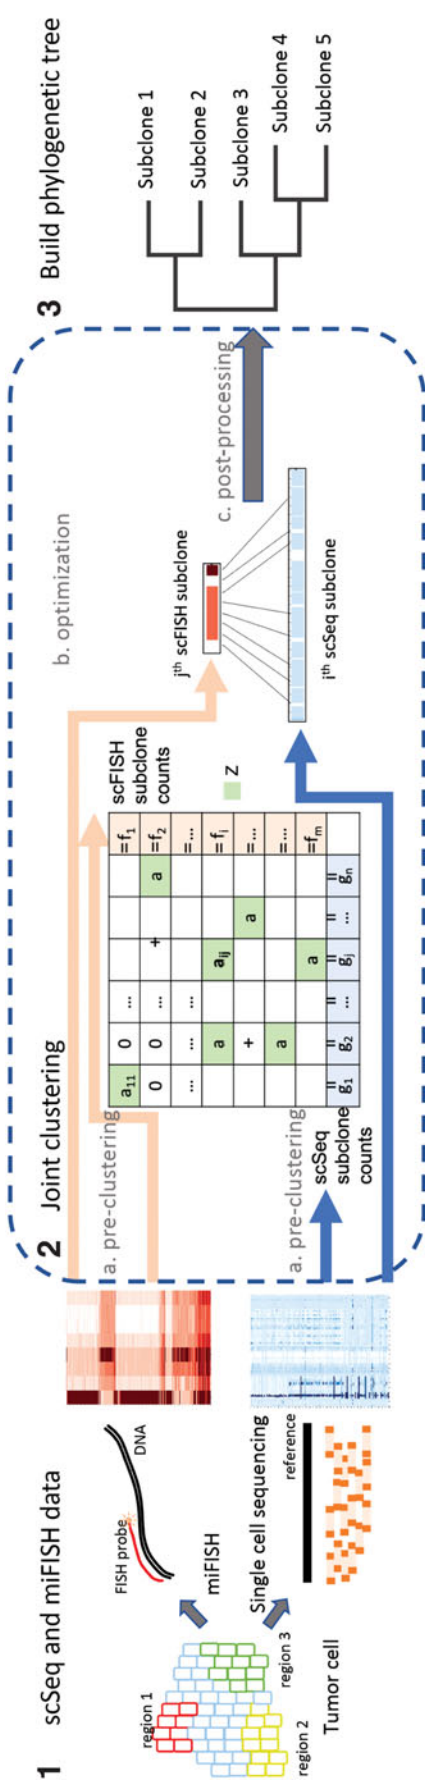 1 scSeq and miFISH data
region 1
region 2
region 3
Tumor cell
miFISH
FISH probe
DNA
Single cell sequencing
reference
2 Joint clustering
a. pre-clustering
a. pre-clustering
scSeq
subclone
counts
a11 0 ... =f1
0 0 ... + a =f2
... ... ... =...
a aij =fi
+ a =...
a =...
a =fm
= = = = = =
g1 g2 ... gj ... gn
scFISH
subclone
counts
Z
b. optimization
jth scFISH subclone
ith scSeq subclone
c. post-processing
3 Build phylogenetic tree
Subclone 1
Subclone 2
Subclone 3
Subclone 4
Subclone 5